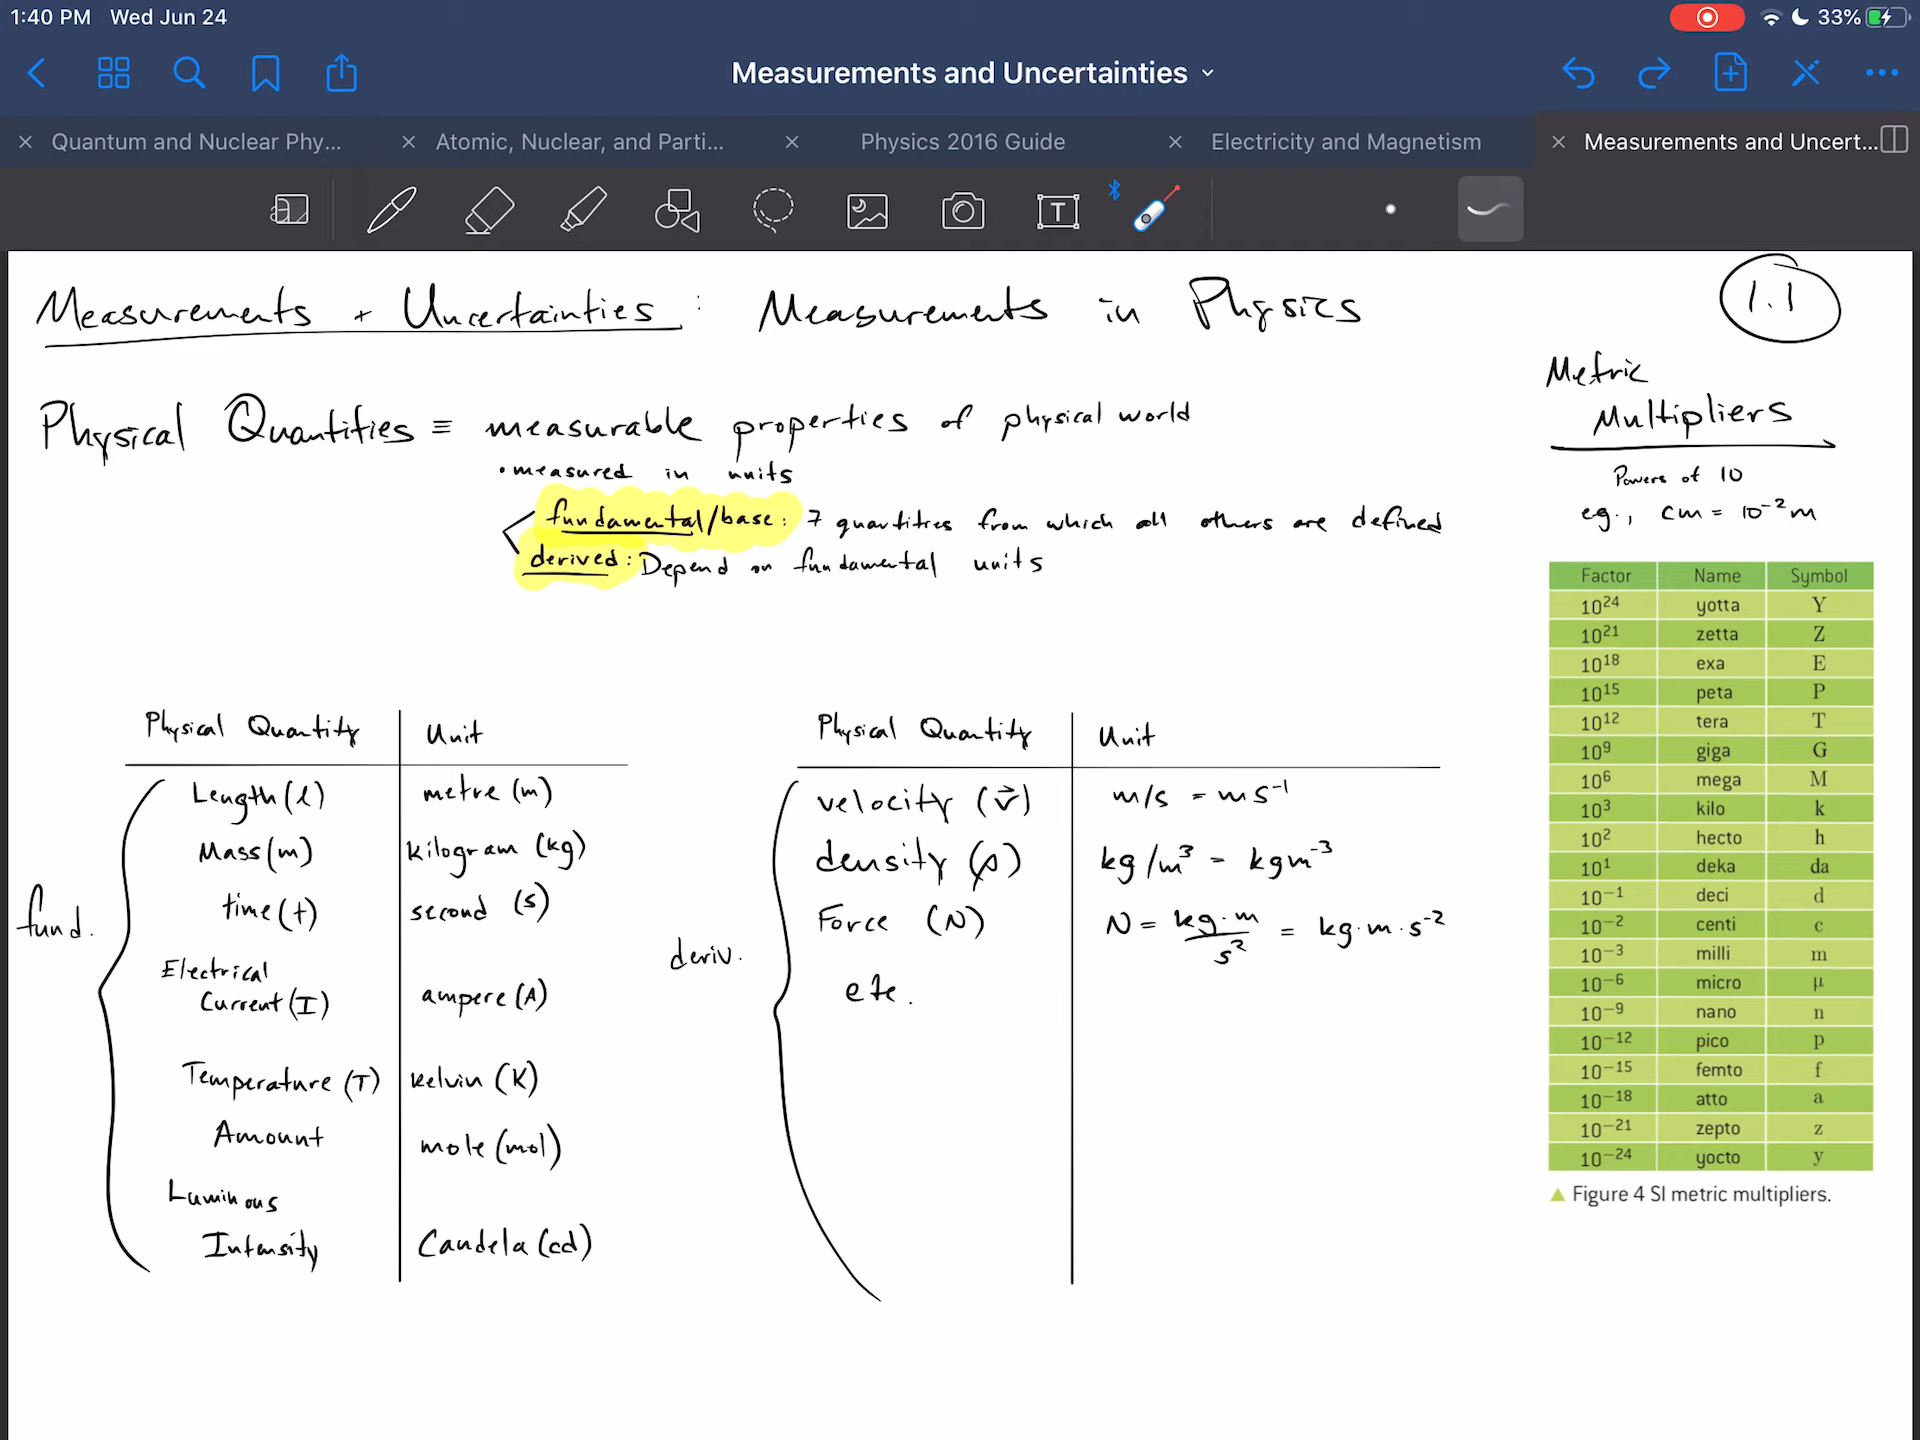 1:40 PM Wed Jun 24
33%
Measurements and Uncertainties
Quantum and Nuclear Phy...
Atomic, Nuclear, and Parti...
Physics 2016 Guide
Electricity and Magnetism
Measurements and Uncert...
Measurements + Uncertainties : Measurements in Physics
1.1
Physical Quantities ≡ measurable properties of physical world
• measured in units
fundamental/base: 7 quantities from which all others are defined
derived: Depend on fundamental units
Metric
Multipliers
Powers of 10
eg., cm = 10⁻² m
Physical Quantity Unit
fund.
Length (l) metre (m)
Mass (m) kilogram (kg)
time (t) second (s)
Electrical
Current (I) ampere (A)
Temperature (T) kelvin (K)
Amount mole (mol)
Luminous
Intensity Candela (cd)
Physical Quantity Unit
deriv.
velocity (v⃗) m/s = ms⁻¹
density (ρ) kg/m³ = kgm⁻³
Force (N) N = kg·m/s² = kg·m·s⁻²
etc.
Factor Name Symbol
10²⁴ yotta Y
10²¹ zetta Z
10¹⁸ exa E
10¹⁵ peta P
10¹² tera T
10⁹ giga G
10⁶ mega M
10³ kilo k
10² hecto h
10¹ deka da
10⁻¹ deci d
10⁻² centi c
10⁻³ milli m
10⁻⁶ micro μ
10⁻⁹ nano n
10⁻¹² pico p
10⁻¹⁵ femto f
10⁻¹⁸ atto a
10⁻²¹ zepto z
10⁻²⁴ yocto y
▲ Figure 4 SI metric multipliers.